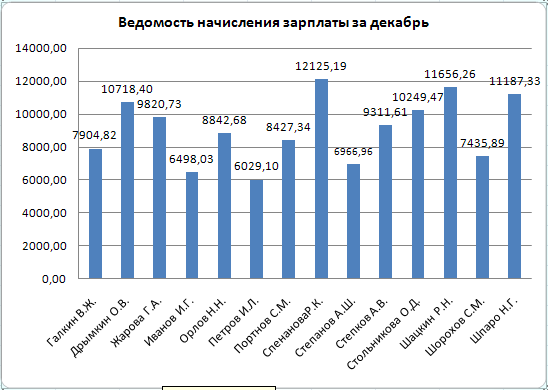 Ведомость начисления зарплаты за декабрь
14000,00
12000,00
10000,00
8000,00
6000,00
4000,00
2000,00
0,00
7904,82
10718,40
9820,73
6498,03
8842,68
6029,10
8427,34
12125,19
6966,96
9311,61
10249,47
11656,26
7435,89
11187,33
Галкин В.Ж.
Дрымкин О.В.
Жарова Г.А.
Иванов И.Г.
Орлов Н.Н.
Петров И.Л.
Портнов С.М.
СпенановаР.К.
Степанов А.Ш.
Степков А.В.
Стольникова О.Д.
Шацкин Р.Н.
Шорохов С.М.
Шпаро Н.Г.